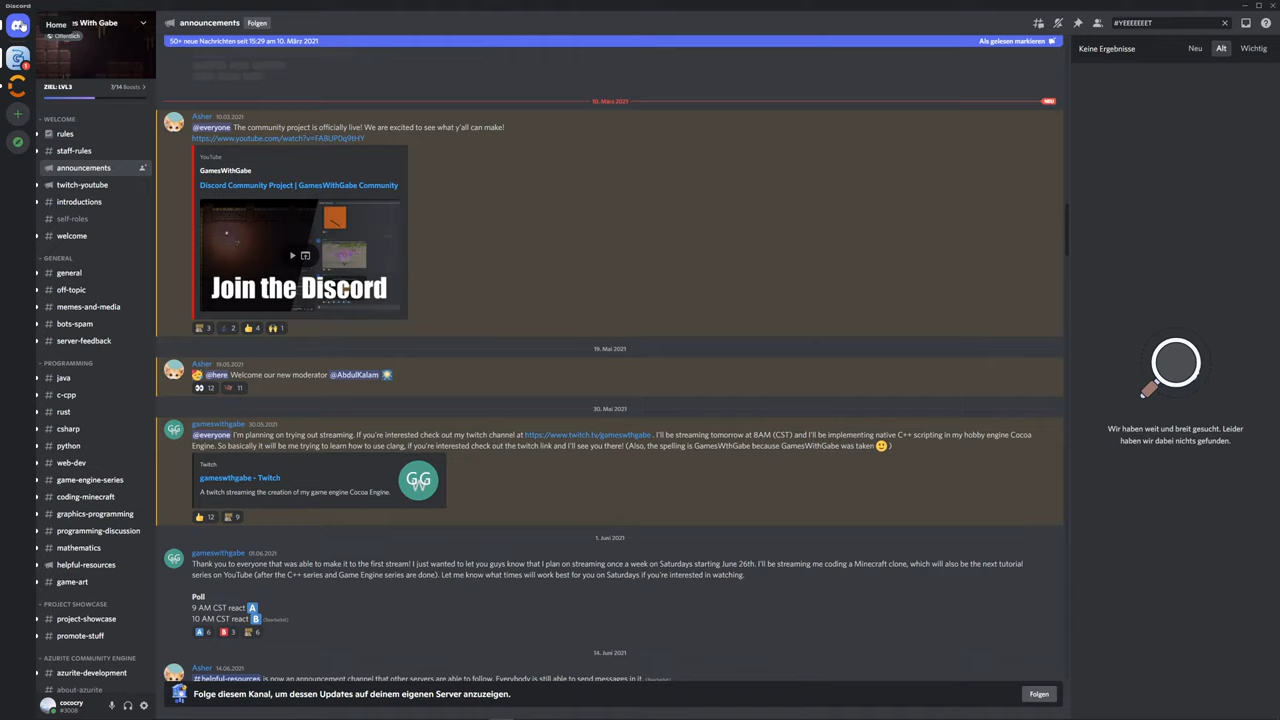 Discord
Home
es With Gabe
Öffentlich
ZIEL: LVL3
7/14 Boosts
WELCOME
rules
staff-rules
announcements
twitch-youtube
introductions
self-roles
welcome
GENERAL
general
off-topic
memes-and-media
bots-spam
server-feedback
PROGRAMMING
java
c-cpp
rust
csharp
python
web-dev
game-engine-series
coding-minecraft
graphics-programming
programming-discussion
mathematics
helpful-resources
game-art
PROJECT SHOWCASE
project-showcase
promote-stuff
AZURITE COMMUNITY ENGINE
azurite-development
about-azurite
cococry
#3008
announcements
Folgen
#YEEEEEEET
50+ neue Nachrichten seit 15:29 am 10. März 2021
Als gelesen markieren
10. März 2021
NEU
Asher 10.03.2021
@everyone The community project is officially live! We are excited to see what y'all can make!
https://www.youtube.com/watch?v=FABUP0q9tHY
YouTube
GamesWithGabe
Discord Community Project | GamesWithGabe Community
Join the Discord
3 2 4 1
19. Mai 2021
Asher 19.05.2021
@here Welcome our new moderator @AbdulKalam
12 11
30. Mai 2021
gameswithgabe 30.05.2021
@everyone I'm planning on trying out streaming. If you're interested check out my twitch channel at https://www.twitch.tv/gameswthgabe . I'll be streaming tomorrow at 8AM (CST) and I'll be implementing native C++ scripting in my hobby engine Cocoa
Engine. So basically it will be me trying to learn how to use clang, if you're interested check out the twitch link and I'll see you there! (Also, the spelling is GamesWthGabe because GamesWithGabe was taken )
Twitch
gameswthgabe - Twitch
A twitch streaming the creation of my game engine Cocoa Engine.
GG
W
12 9
1. Juni 2021
gameswithgabe 01.06.2021
Thank you to everyone that was able to make it to the first stream! I just wanted to let you guys know that I plan on streaming once a week on Saturdays starting June 26th. I'll be streaming me coding a Minecraft clone, which will also be the next tutorial
series on YouTube (after the C++ series and Game Engine series are done). Let me know what times will work best for you on Saturdays if you're interested in watching.
Poll
9 AM CST react A
10 AM CST react B (Bearbeitet)
A 6 B 3 6
14. Juni 2021
Asher 14.06.2021
#helpful-resources is now an announcement channel that other servers are able to follow. Everybody is still able to send messages in it. (Bearbeitet)
Folge diesem Kanal, um dessen Updates auf deinem eigenen Server anzuzeigen.
Folgen
Keine Ergebnisse
Neu
Alt
Wichtig
Wir haben weit und breit gesucht. Leider
haben wir dabei nichts gefunden.